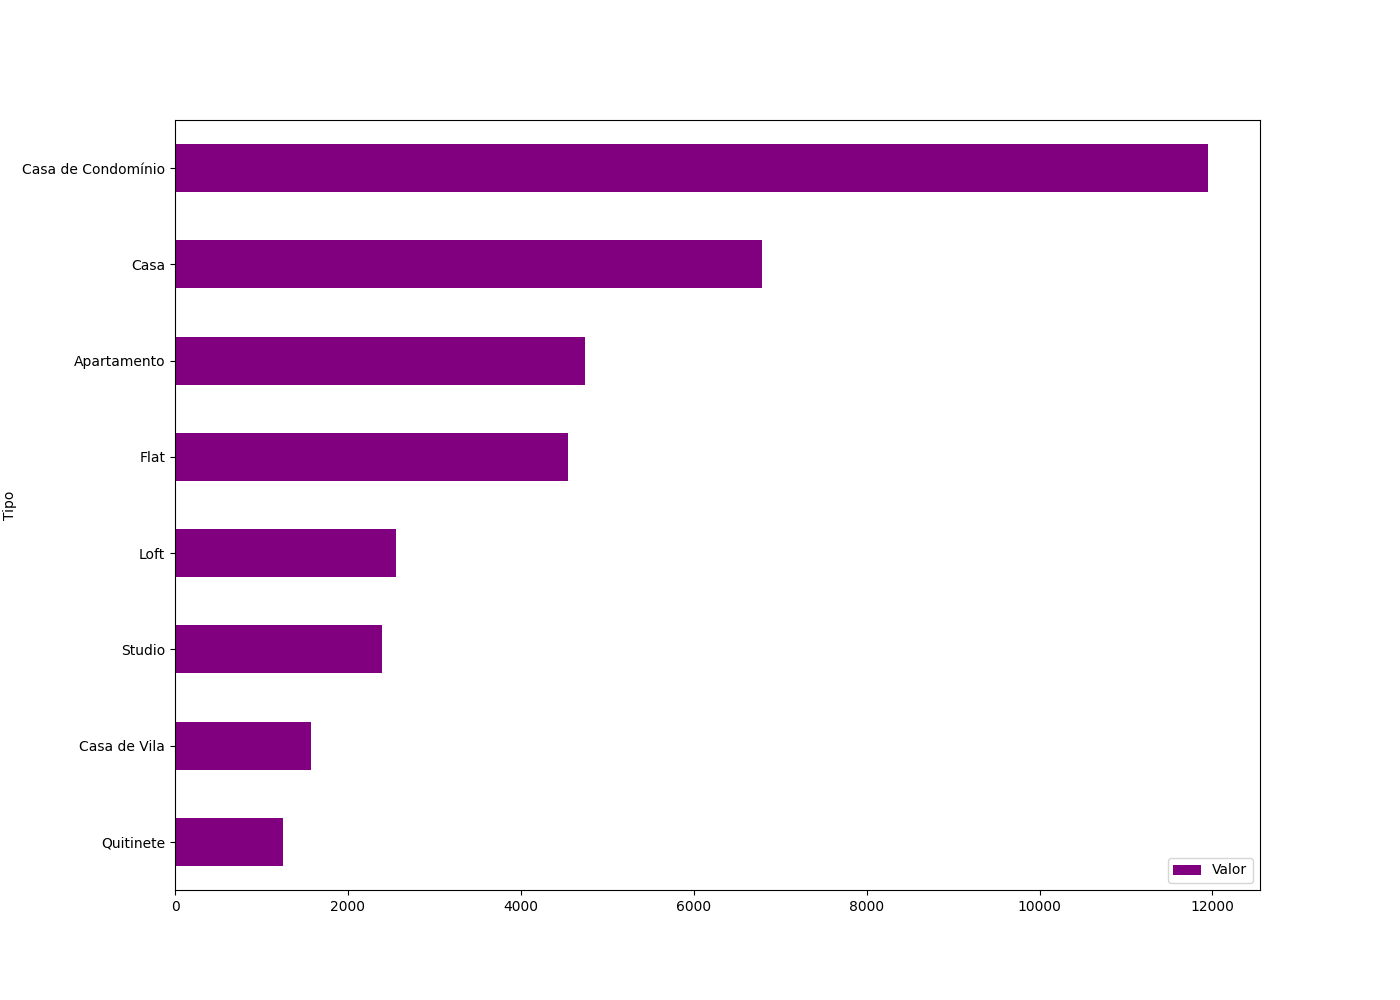 Casa de Condomínio
Casa
Apartamento
Flat
Loft
Studio
Casa de Vila
Quitinete
Tipo
Valor
0 2000 4000 6000 8000 10000 12000